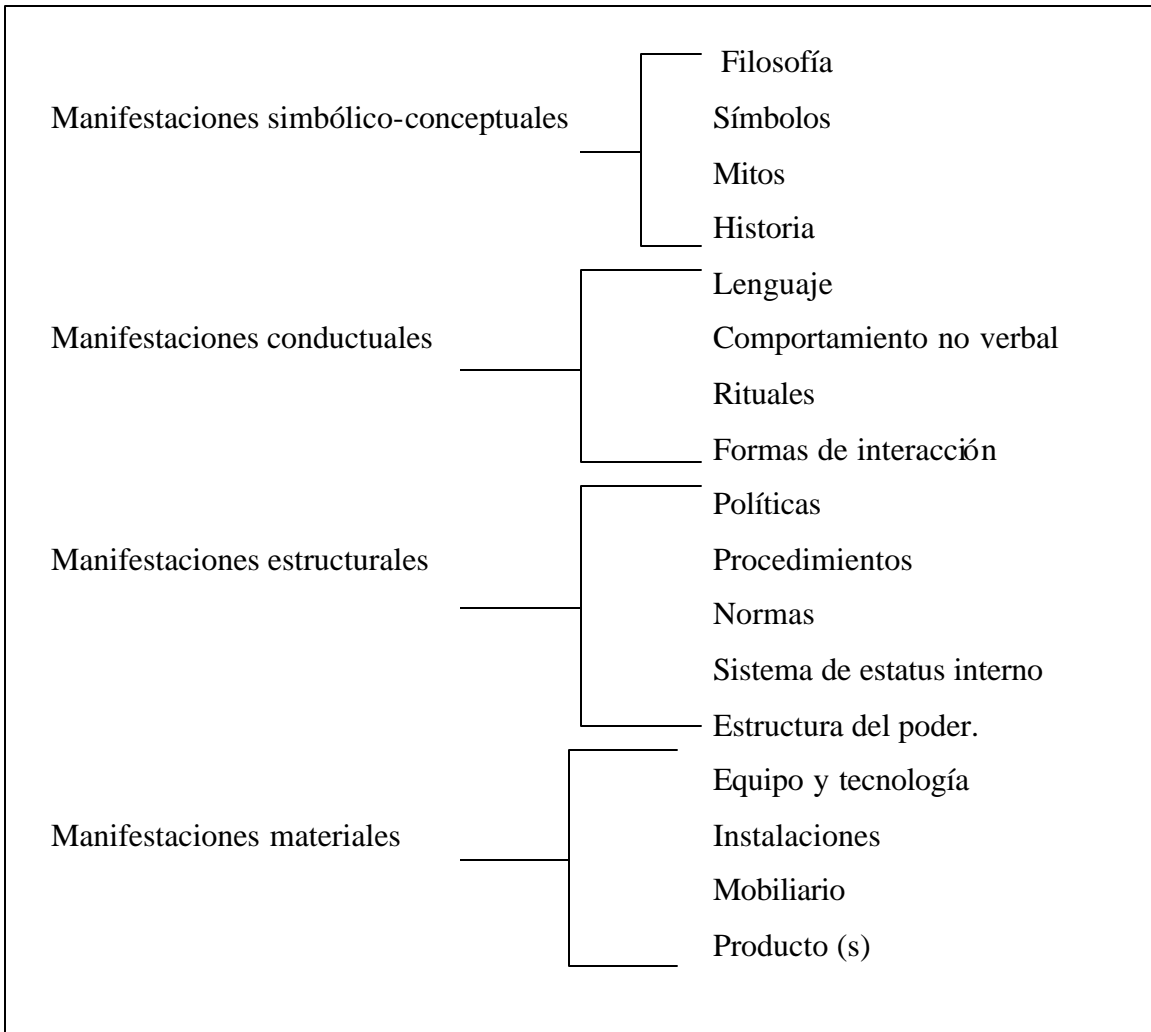 Manifestaciones simbólico-conceptuales
Filosofía
Símbolos
Mitos
Historia
Manifestaciones conductuales
Lenguaje
Comportamiento no verbal
Rituales
Formas de interacción
Manifestaciones estructurales
Políticas
Procedimientos
Normas
Sistema de estatus interno
Estructura del poder.
Manifestaciones materiales
Equipo y tecnología
Instalaciones
Mobiliario
Producto (s)